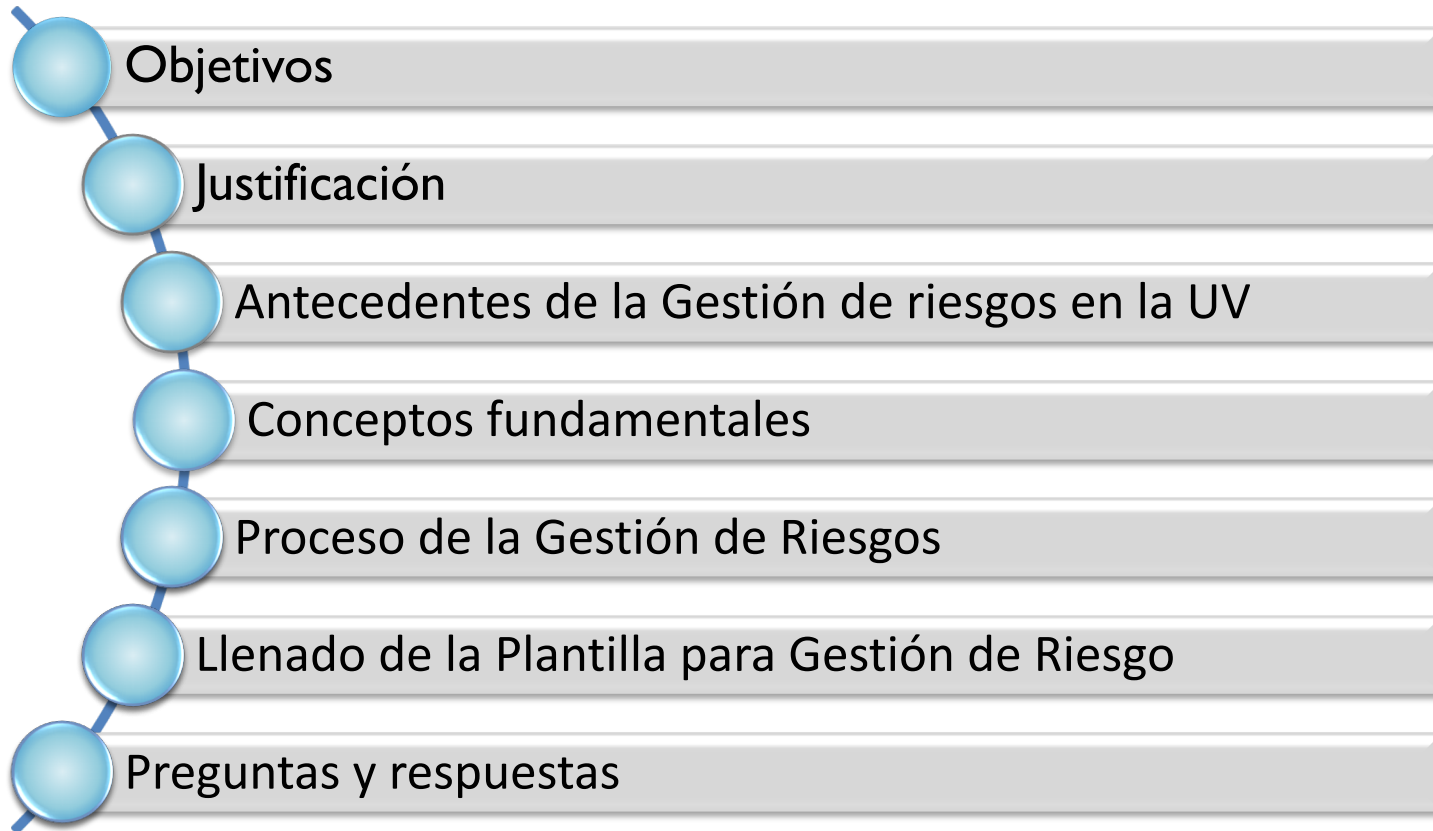 Objetivos
Justificación
Antecedentes de la Gestión de riesgos en la UV
Conceptos fundamentales
Proceso de la Gestión de Riesgos
Llenado de la Plantilla para Gestión de Riesgo
Preguntas y respuestas